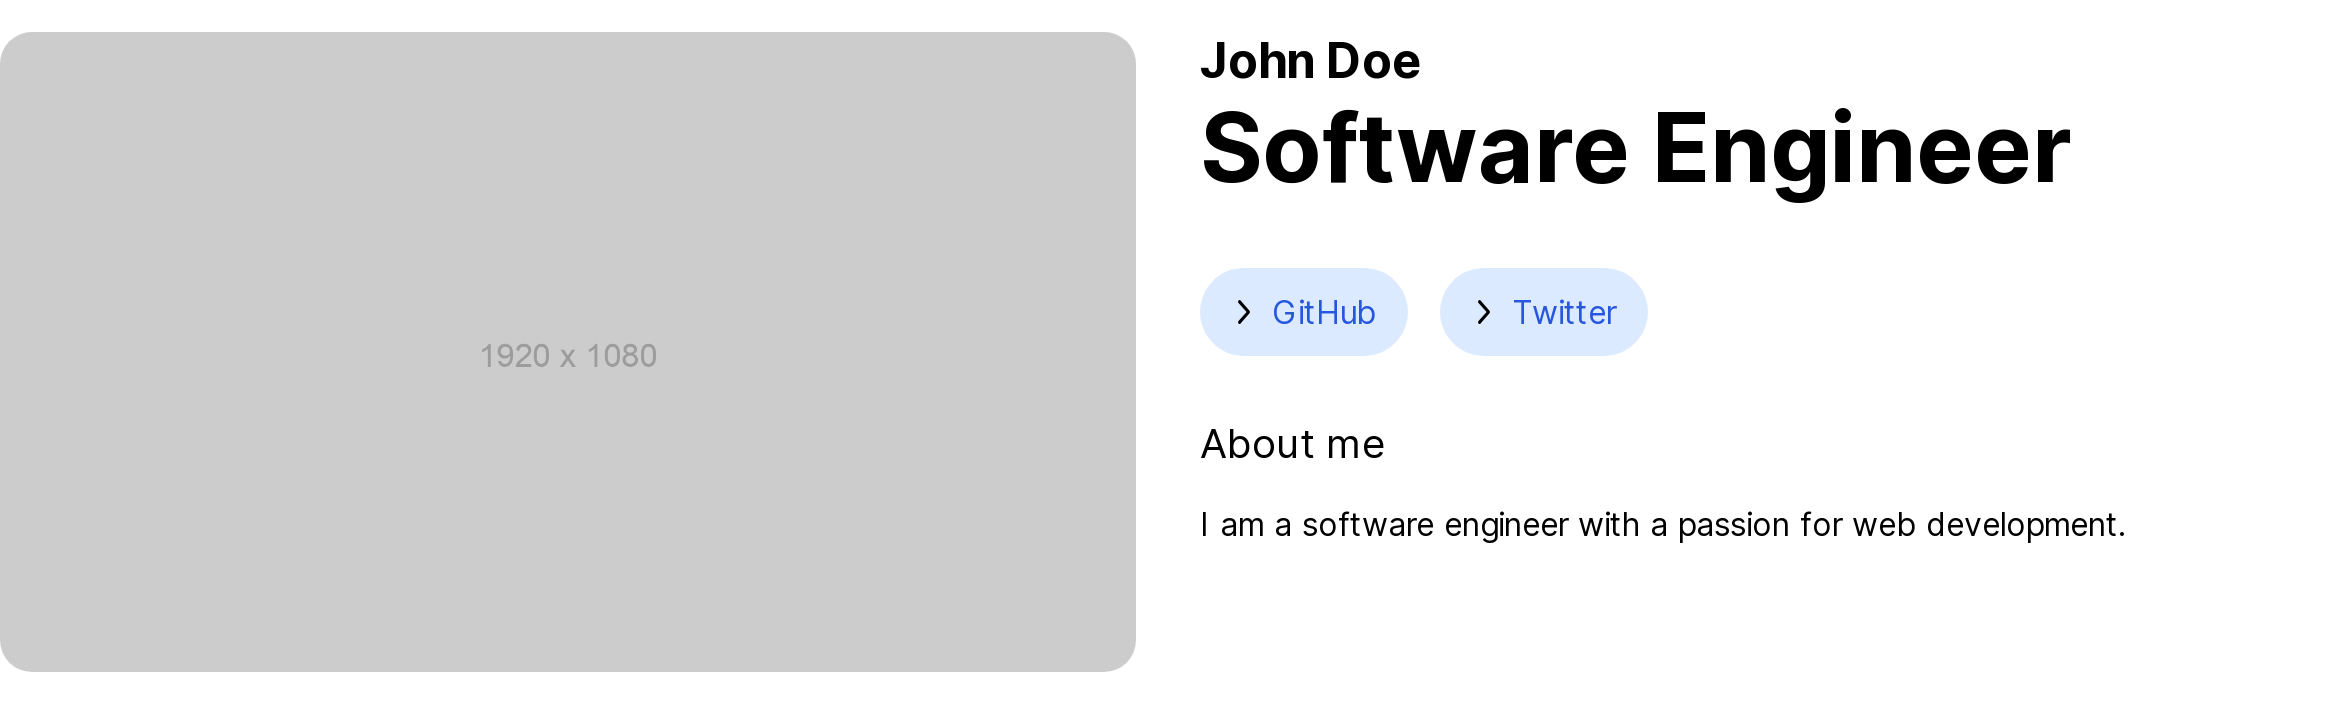 1920 x 1080
John Doe
Software Engineer
GitHub
Twitter
About me
I am a software engineer with a passion for web development.